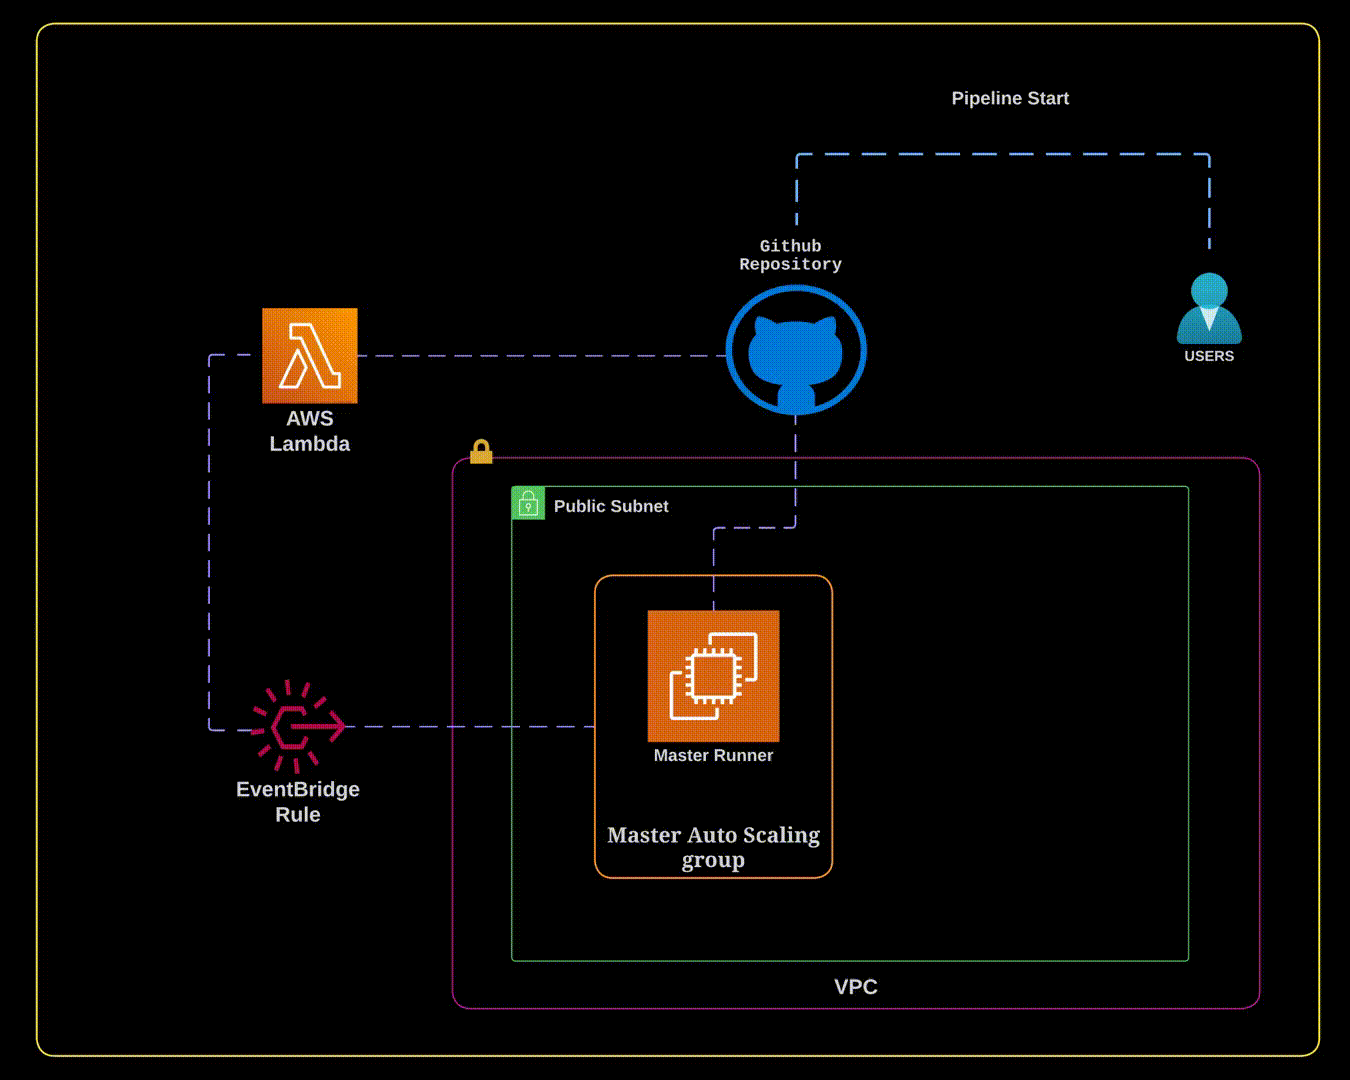 Pipeline Start
Github
Repository
USERS
AWS
Lambda
Public Subnet
Master Runner
EventBridge
Rule
Master Auto Scaling
group
VPC